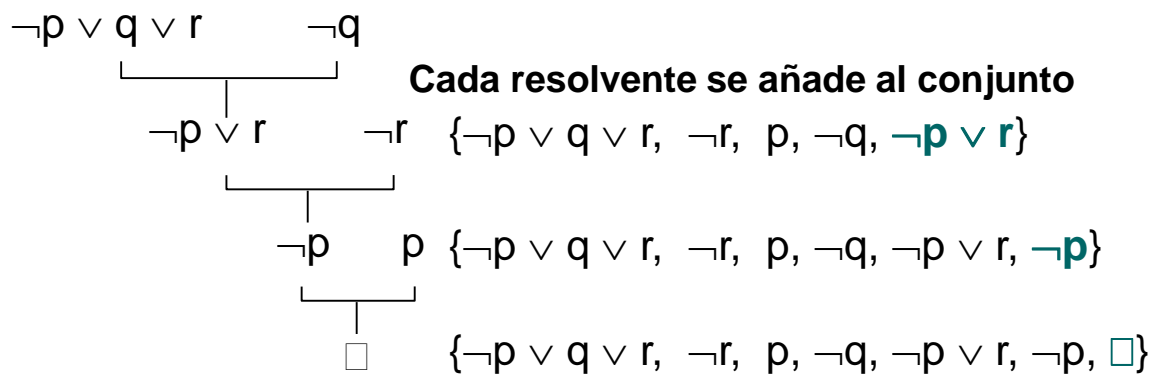 ¬p ∨ q ∨ r ¬q
Cada resolvente se añade al conjunto
¬p ∨ r ¬r {¬p ∨ q ∨ r, ¬r, p, ¬q, ¬p ∨ r}
¬p p {¬p ∨ q ∨ r, ¬r, p, ¬q, ¬p ∨ r, ¬p}
□ {¬p ∨ q ∨ r, ¬r, p, ¬q, ¬p ∨ r, ¬p, □}